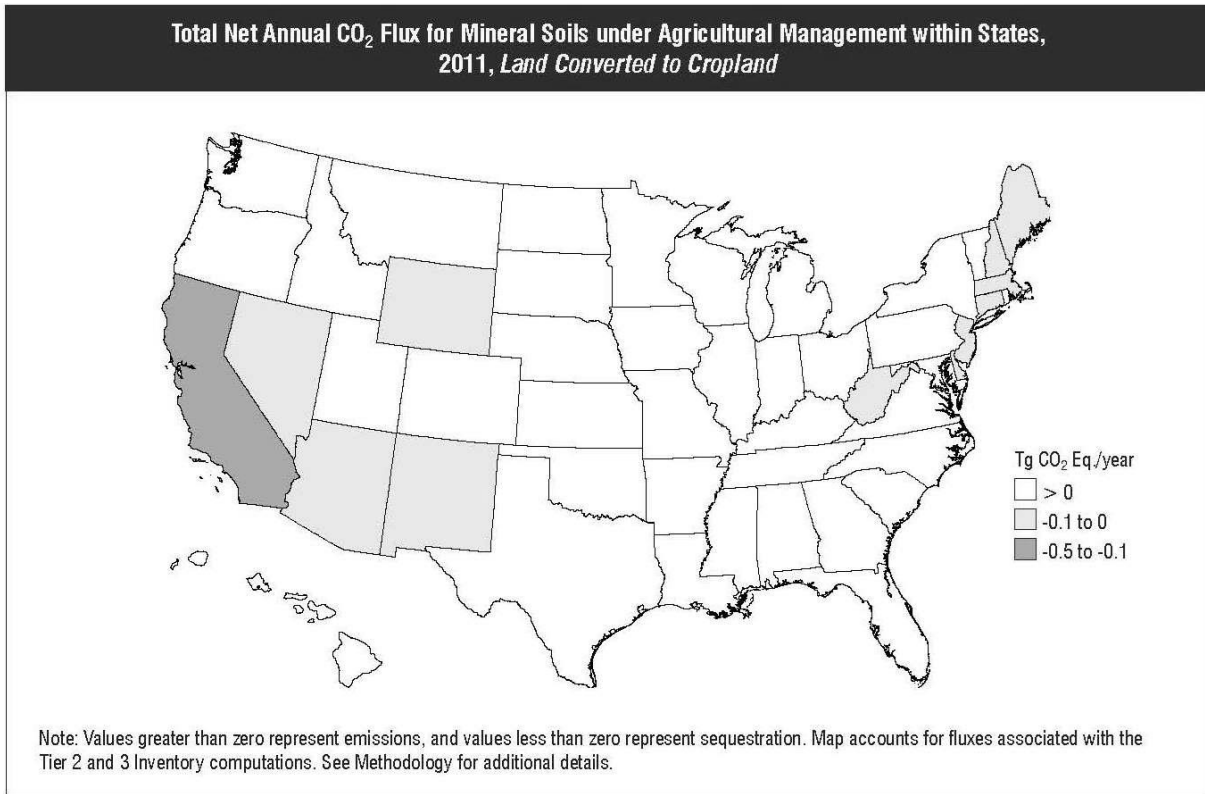 Total Net Annual CO₂ Flux for Mineral Soils under Agricultural Management within States,
2011, Land Converted to Cropland
Tg CO₂ Eq./year
> 0
-0.1 to 0
-0.5 to -0.1
Note: Values greater than zero represent emissions, and values less than zero represent sequestration. Map accounts for fluxes associated with the
Tier 2 and 3 Inventory computations. See Methodology for additional details.